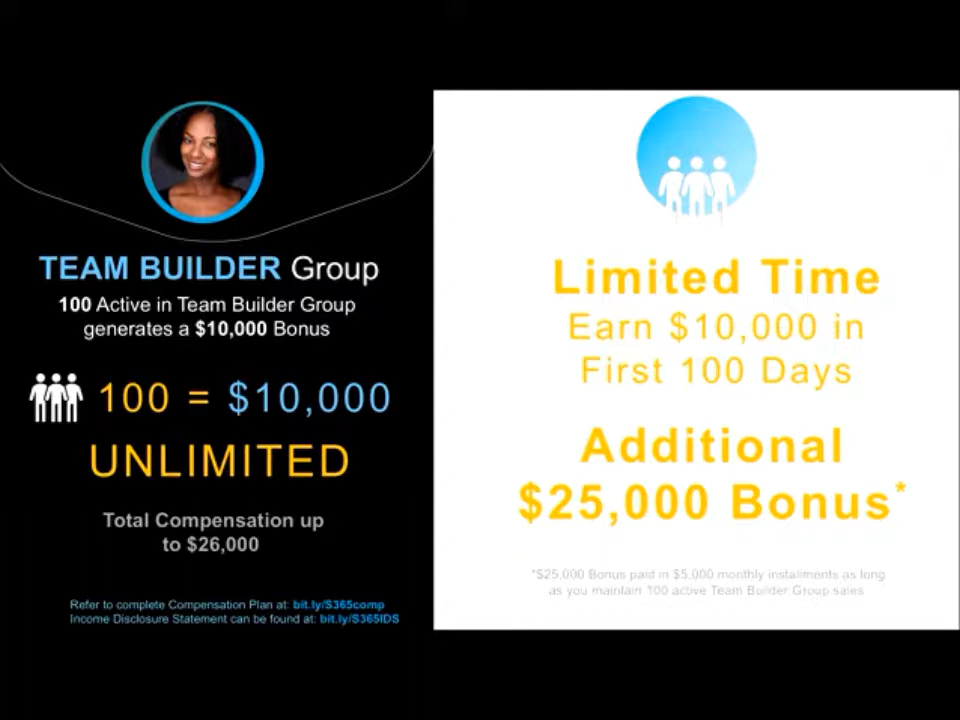 TEAM BUILDER Group
100 Active in Team Builder Group
generates a $10,000 Bonus
100 = $10,000
UNLIMITED
Total Compensation up
to $26,000
Refer to complete Compensation Plan at: bit.ly/S365comp
Income Disclosure Statement can be found at: bit.ly/S365IDS
Limited Time
Earn $10,000 in
First 100 Days
Additional
$25,000 Bonus*
*$25,000 Bonus paid in $5,000 monthly installments as long
as you maintain 100 active Team Builder Group sales